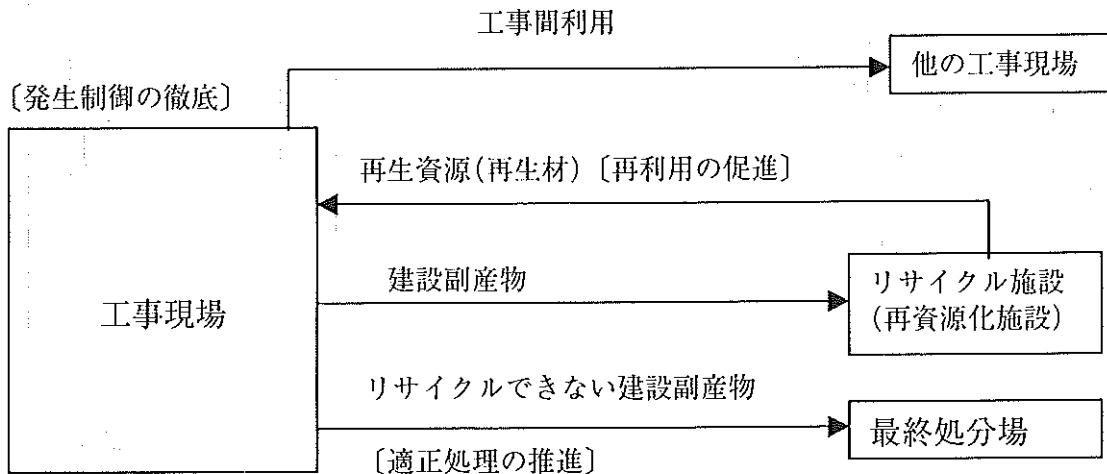 工事間利用
他の工事現場
〔発生制御の徹底〕
再生資源(再生材)〔再利用の促進〕
建設副産物
リサイクル施設
(再資源化施設)
工事現場
リサイクルできない建設副産物
最終処分場
〔適正処理の推進〕